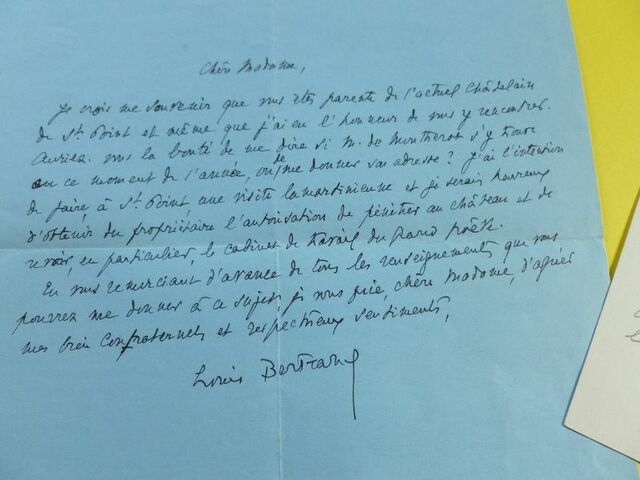 Chère Madame,
Je crois me souvenir que vous êtes parente de l'actuel Châtelain
de St. Point et même que j'ai eu l'honneur de vous y rencontrer.
Auriez-vous la bonté de me dire si M. de Montherot s'y trouve
en ce moment de l'année, ou de me donner son adresse? J'ai l'intention
de faire à St. Point une visite lamartinienne et je serais heureux
d'obtenir du propriétaire l'autorisation de pénétrer au château et de
revoir, en particulier, le cabinet de travail du grand poète.
En vous remerciant d'avance de tous les renseignements que vous
pourrez me donner à ce sujet, je vous prie, chère Madame, d'agréer
mes bien confraternels et respectueux sentiments,
Louis Bertrand